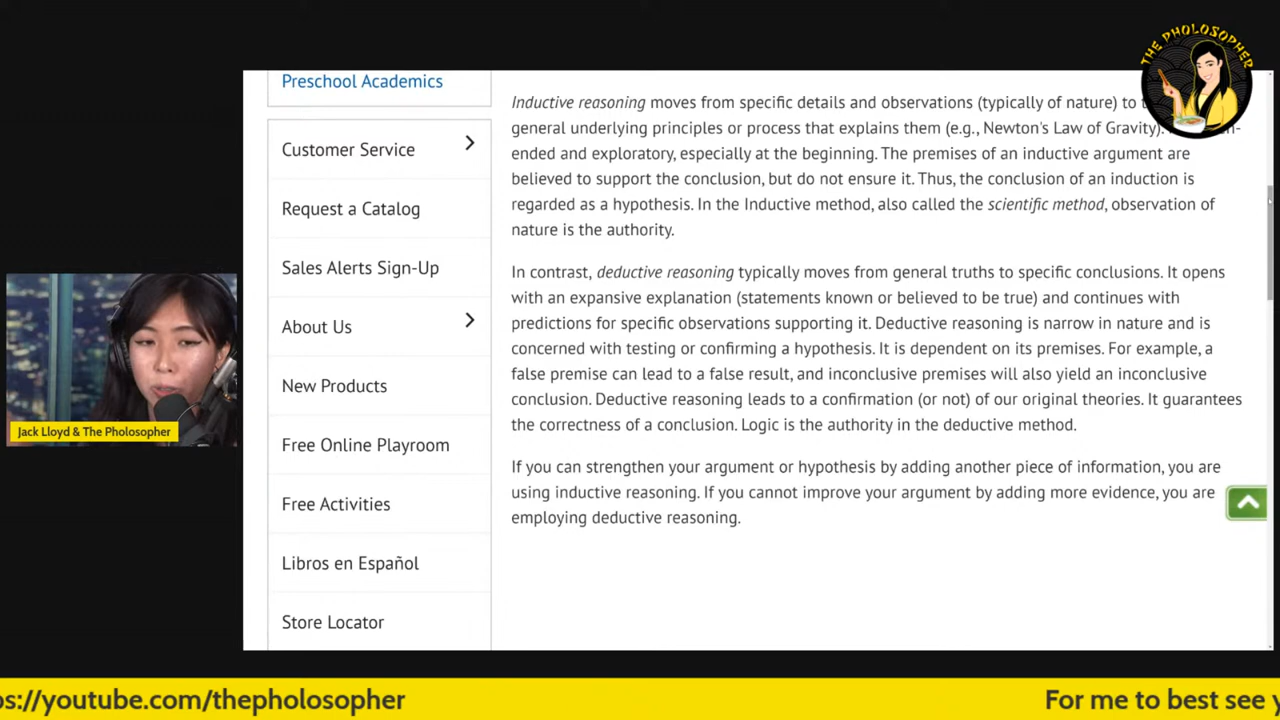 THE PHOLOSOPHER
Preschool Academics
Customer Service
Request a Catalog
Sales Alerts Sign-Up
About Us
New Products
Free Online Playroom
Free Activities
Libros en Español
Store Locator
Inductive reasoning moves from specific details and observations (typically of nature) to
general underlying principles or process that explains them (e.g., Newton's Law of Gravity).
ended and exploratory, especially at the beginning. The premises of an inductive argument are
believed to support the conclusion, but do not ensure it. Thus, the conclusion of an induction is
regarded as a hypothesis. In the Inductive method, also called the scientific method, observation of
nature is the authority.
In contrast, deductive reasoning typically moves from general truths to specific conclusions. It opens
with an expansive explanation (statements known or believed to be true) and continues with
predictions for specific observations supporting it. Deductive reasoning is narrow in nature and is
concerned with testing or confirming a hypothesis. It is dependent on its premises. For example, a
false premise can lead to a false result, and inconclusive premises will also yield an inconclusive
conclusion. Deductive reasoning leads to a confirmation (or not) of our original theories. It guarantees
the correctness of a conclusion. Logic is the authority in the deductive method.
If you can strengthen your argument or hypothesis by adding another piece of information, you are
using inductive reasoning. If you cannot improve your argument by adding more evidence, you are
employing deductive reasoning.
Jack Lloyd & The Pholosopher
ps://youtube.com/thepholosopher
For me to best see y